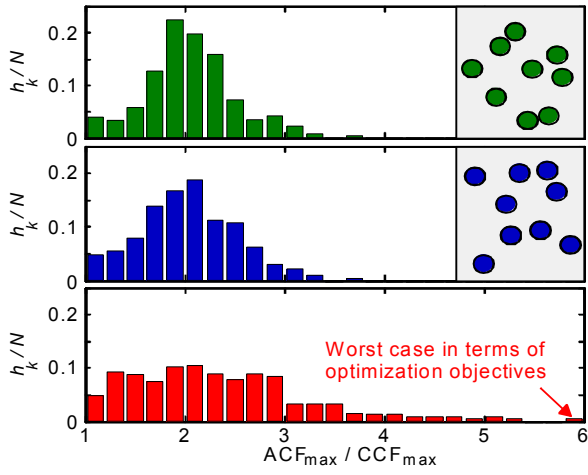 0.2
0.1
0
h_k / N
0.2
0.1
0
h_k / N
0.2
0.1
0
h_k / N
Worst case in terms of
optimization objectives
1 2 3 4 5 6
ACF_max / CCF_max